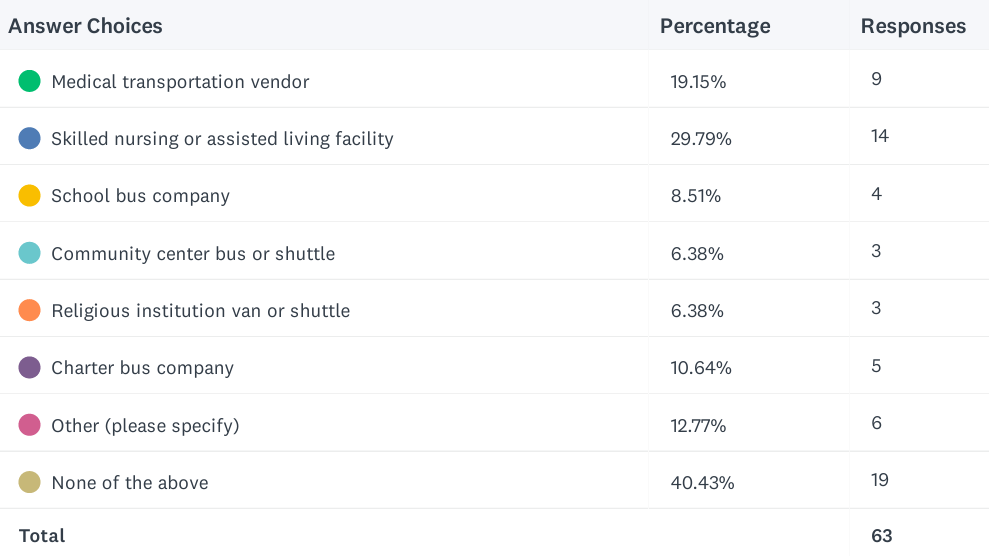 Answer Choices Percentage Responses
Medical transportation vendor 19.15% 9
Skilled nursing or assisted living facility 29.79% 14
School bus company 8.51% 4
Community center bus or shuttle 6.38% 3
Religious institution van or shuttle 6.38% 3
Charter bus company 10.64% 5
Other (please specify) 12.77% 6
None of the above 40.43% 19
Total 63